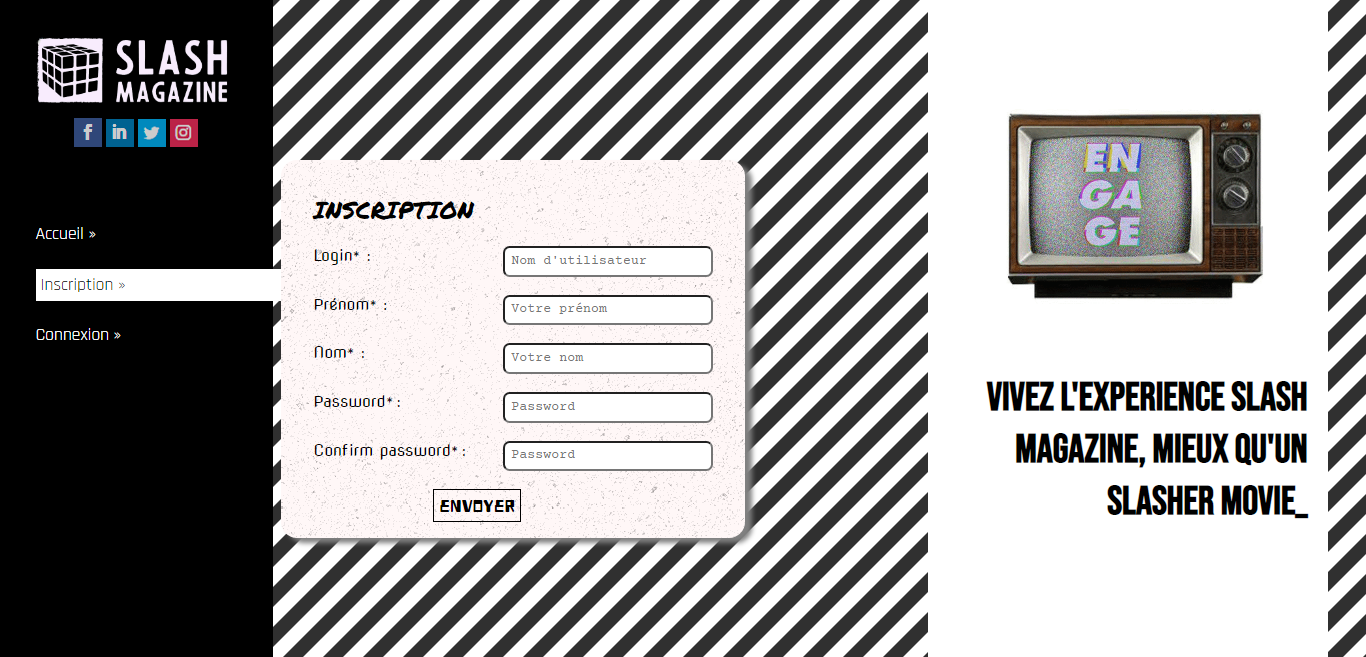 SLASH
MAGAZINE
Accueil »
Inscription »
Connexion »
INSCRIPTION
Login* :
Nom d'utilisateur
Prénom* :
Votre prénom
Nom* :
Votre nom
Password* :
Password
Confirm password* :
Password
ENVOYER
EN
GA
GE
VIVEZ L'EXPERIENCE SLASH
MAGAZINE, MIEUX QU'UN
SLASHER MOVIE_